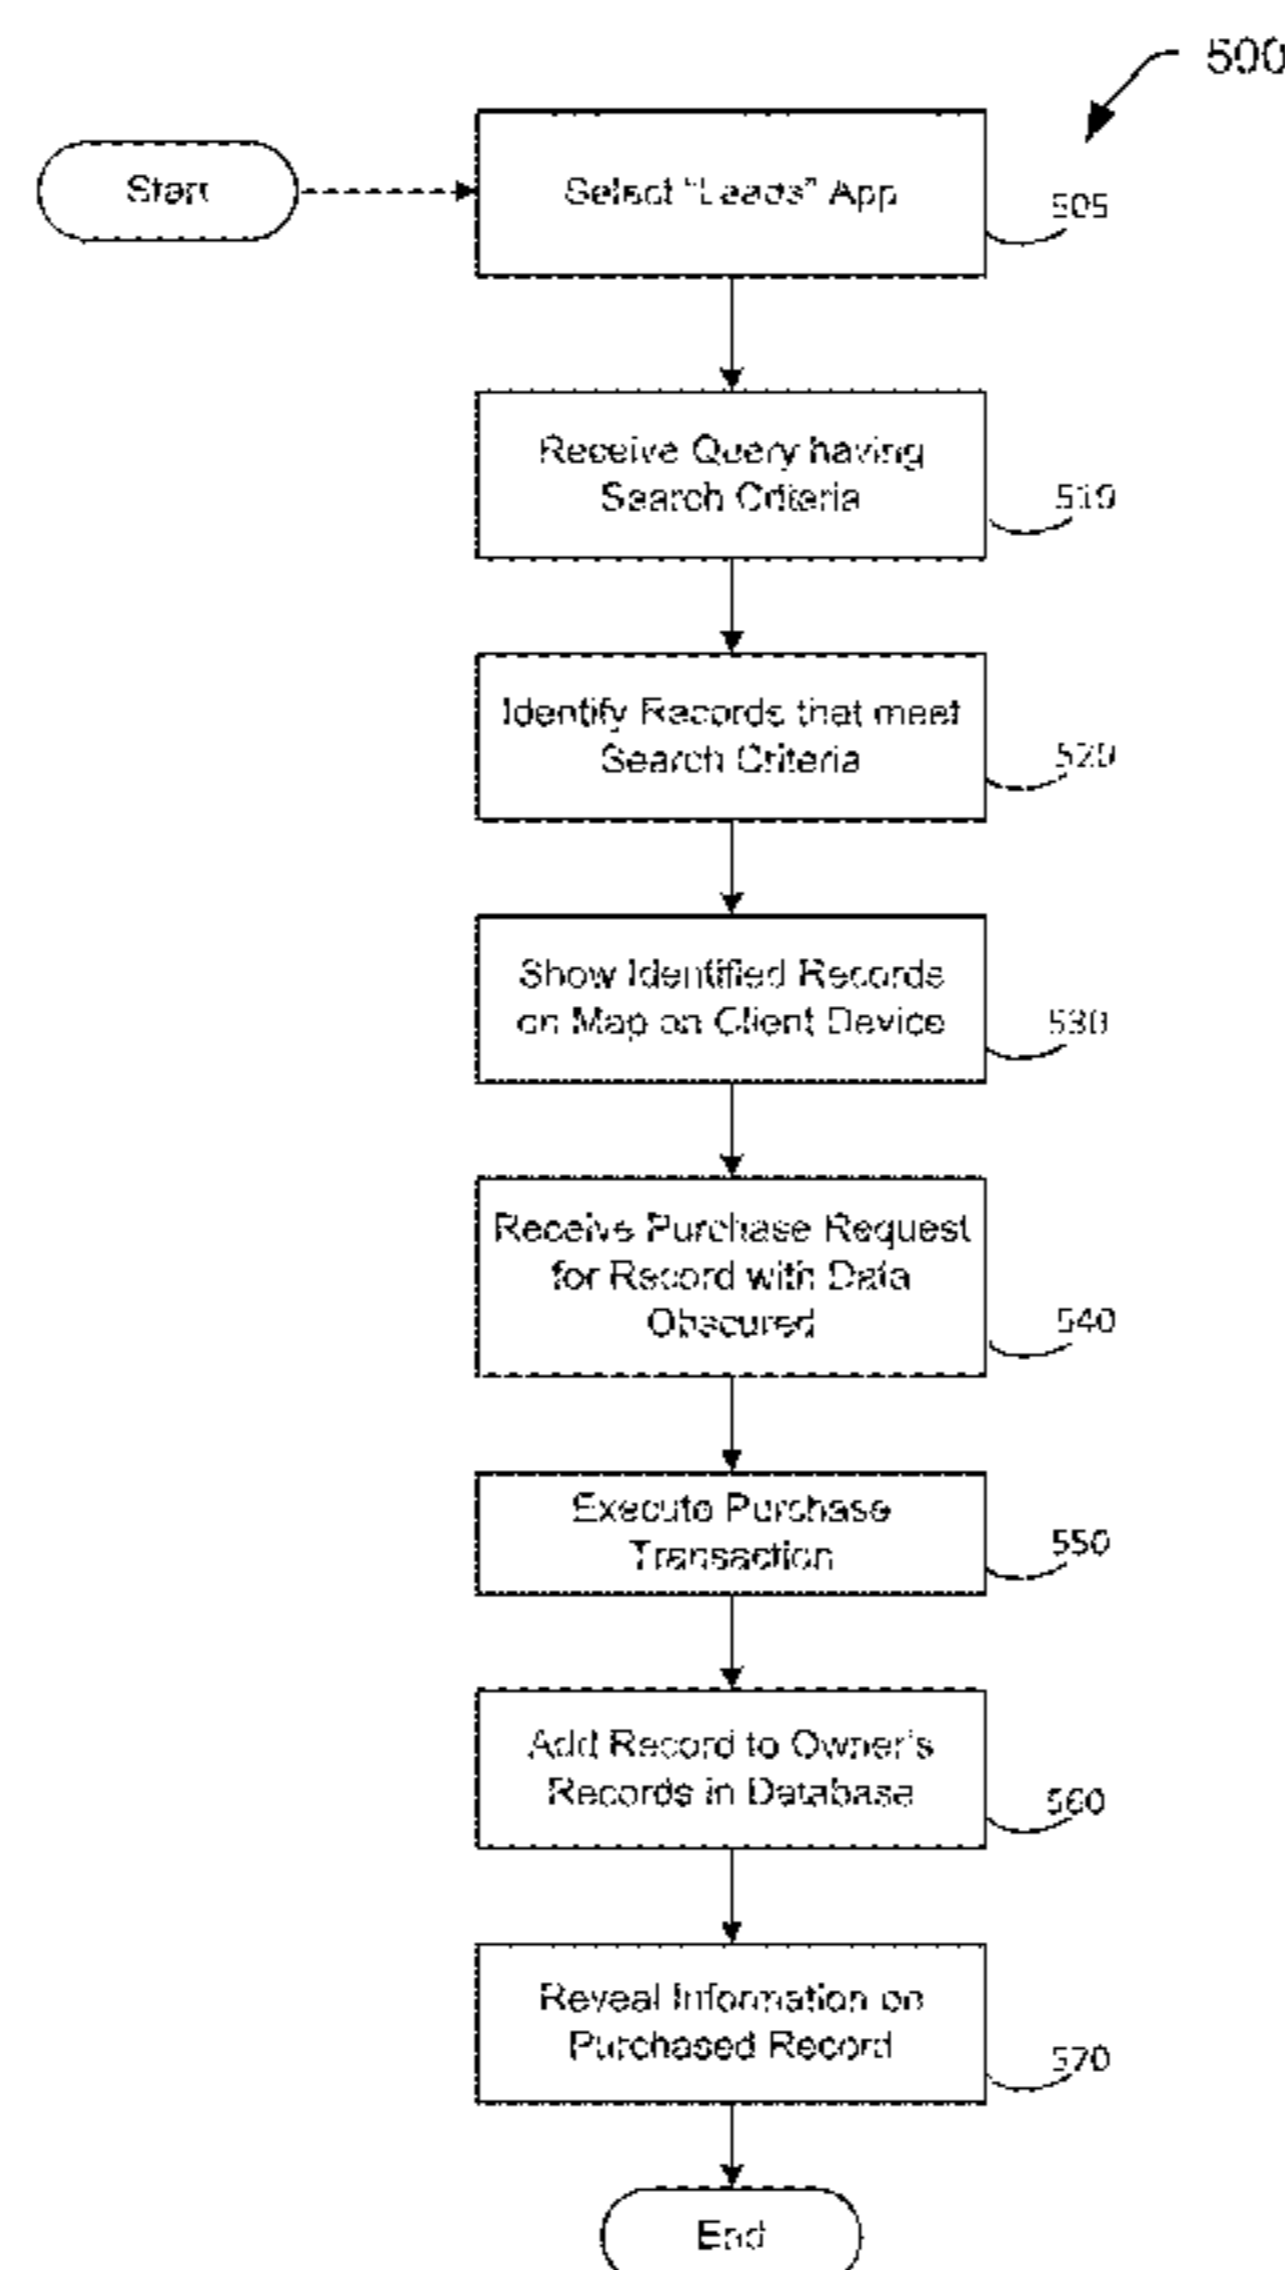 500
Start
Select "Leads" App
505
Receive Query having
Search Criteria
510
Identify Records that meet
Search Criteria
520
Show Identified Records
on Map on Client Device
530
Receive Purchase Request
for Record with Data
Obscured
540
Execute Purchase
Transaction
550
Add Record to Owner's
Records in Database
560
Reveal Information on
Purchased Record
570
End